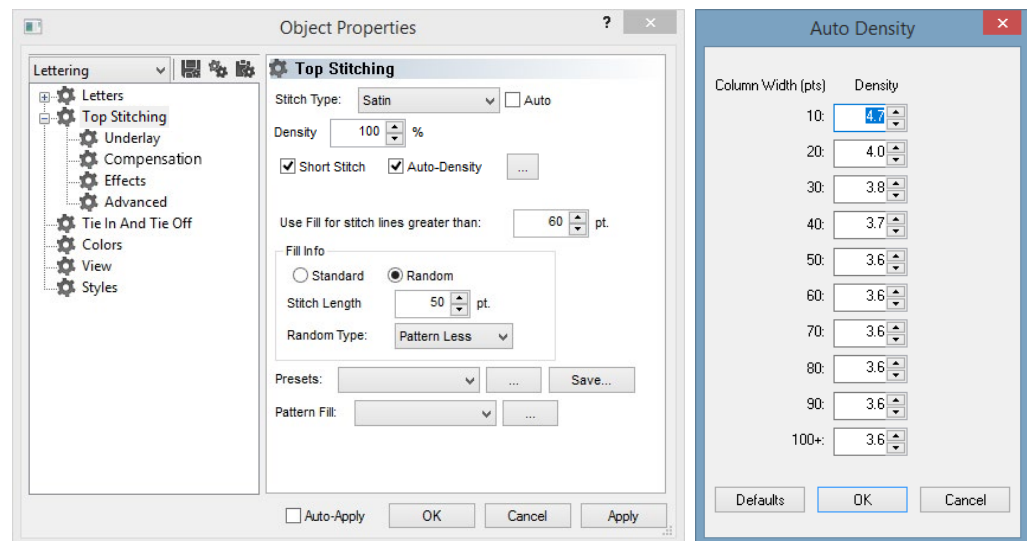 Object Properties ?
Lettering
Letters
Top Stitching
Underlay
Compensation
Effects
Advanced
Tie In And Tie Off
Colors
View
Styles
Top Stitching
Stitch Type: Satin Auto
Density 100 %
Short Stitch Auto-Density ...
Use Fill for stitch lines greater than: 60 pt.
Fill Info
Standard Random
Stitch Length 50 pt.
Random Type: Pattern Less
Presets: ... Save...
Pattern Fill: ...
Auto-Apply OK Cancel Apply
Auto Density
Column Width (pts) Density
10: 4.7
20: 4.0
30: 3.8
40: 3.7
50: 3.6
60: 3.6
70: 3.6
80: 3.6
90: 3.6
100+: 3.6
Defaults OK Cancel